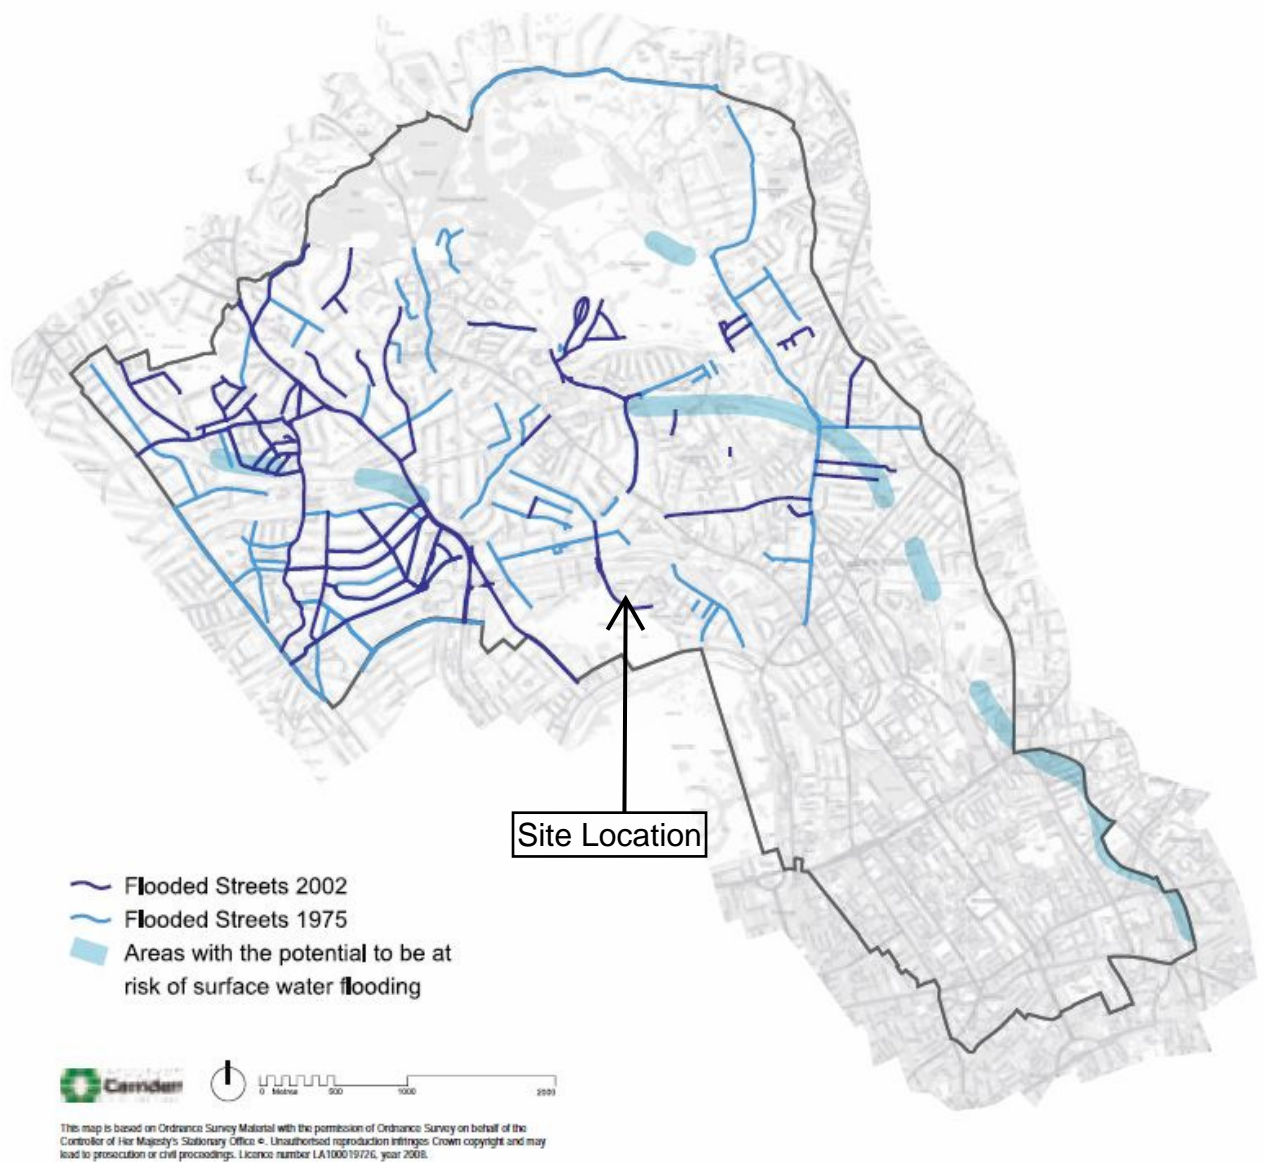 Site Location
Flooded Streets 2002
Flooded Streets 1975
Areas with the potential to be at
risk of surface water flooding
Camden
0 Metres 500 1000 2000
This map is based on Ordnance Survey Material with the permission of Ordnance Survey on behalf of the
Controller of Her Majesty's Stationary Office ©. Unauthorised reproduction infringes Crown copyright and may
lead to prosecution or civil proceedings. Licence number LA100019726, year 2008.